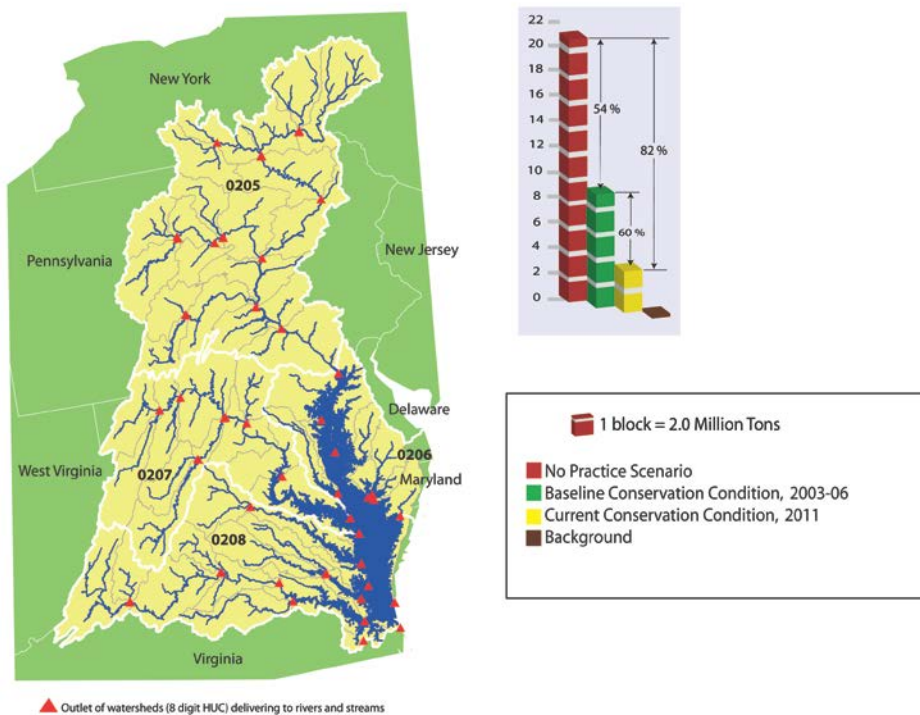 New York
0205
Pennsylvania
New Jersey
Delaware
0206
West Virginia
Maryland
0207
0208
Virginia
Outlet of watersheds (8 digit HUC) delivering to rivers and streams
22
20
18
16
14
12
10
8
6
4
2
0
54 %
82 %
60 %
1 block = 2.0 Million Tons
No Practice Scenario
Baseline Conservation Condition, 2003-06
Current Conservation Condition, 2011
Background